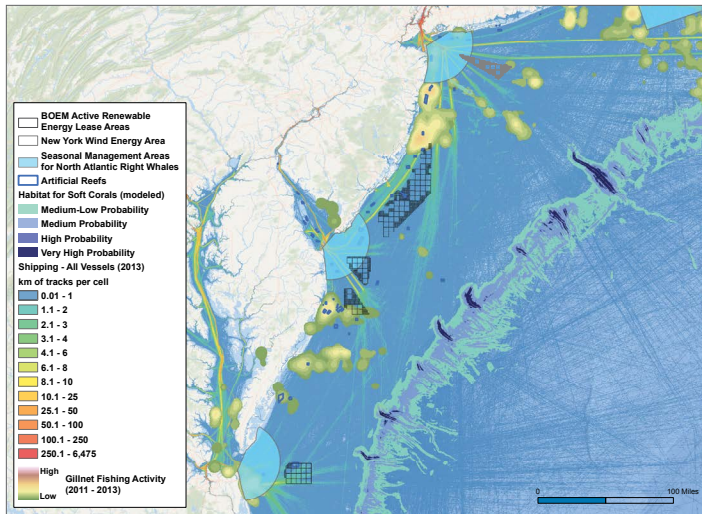 BOEM Active Renewable
Energy Lease Areas
New York Wind Energy Area
Seasonal Management Areas
for North Atlantic Right Whales
Artificial Reefs
Habitat for Soft Corals (modeled)
Medium-Low Probability
Medium Probability
High Probability
Very High Probability
Shipping - All Vessels (2013)
km of tracks per cell
0.01 - 1
1.1 - 2
2.1 - 3
3.1 - 4
4.1 - 6
6.1 - 8
8.1 - 10
10.1 - 25
25.1 - 50
50.1 - 100
100.1 - 250
250.1 - 6,475
High
Gillnet Fishing Activity
(2011 - 2013)
Low
0 100 Miles